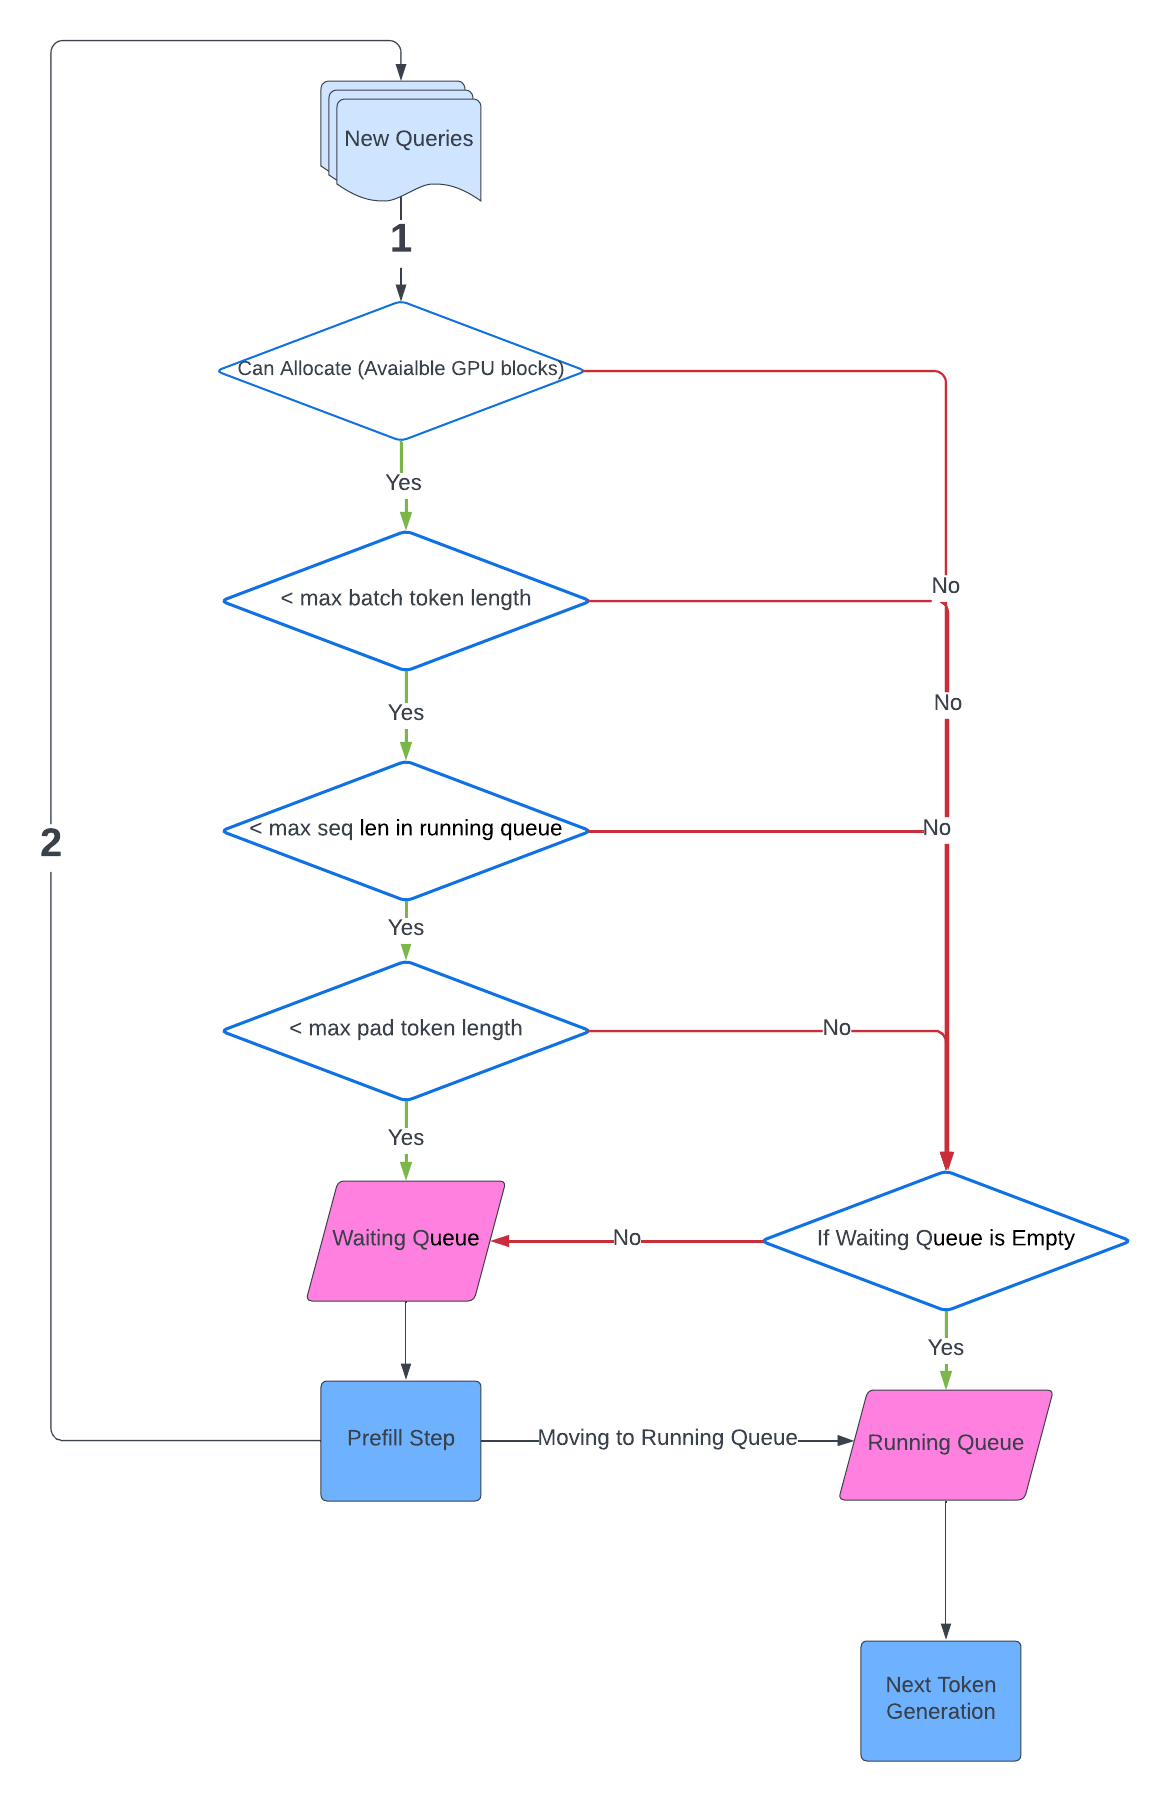 New Queries
1
Can Allocate (Avaialble GPU blocks)
Yes
No
< max batch token length
Yes
No
< max seq len in running queue
No
2
Yes
< max pad token length
No
Yes
Waiting Queue
No
If Waiting Queue is Empty
Yes
Prefill Step
Moving to Running Queue
Running Queue
Next Token
Generation